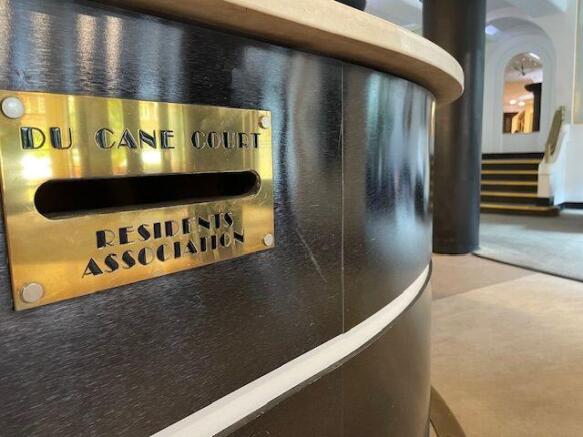 DU CANE COURT
RESIDENTS
ASSOCIATION